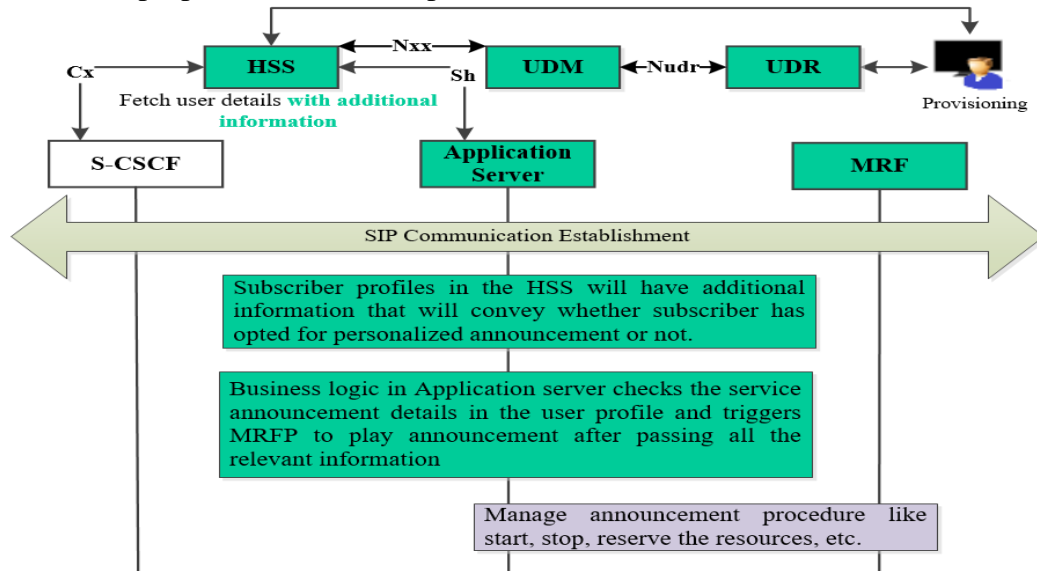 Nxx
Cx
HSS
Sh
UDM
Nudr
UDR
Provisioning
Fetch user details with additional
information
S-CSCF
Application
Server
MRF
SIP Communication Establishment
Subscriber profiles in the HSS will have additional
information that will convey whether subscriber has
opted for personalized announcement or not.
Business logic in Application server checks the service
announcement details in the user profile and triggers
MRFP to play announcement after passing all the
relevant information
Manage announcement procedure like
start, stop, reserve the resources, etc.